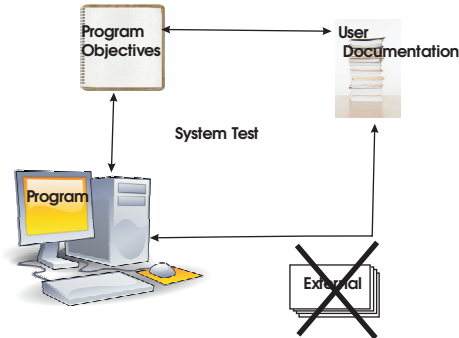 Program
Objectives
User
Documentation
System Test
Program
External